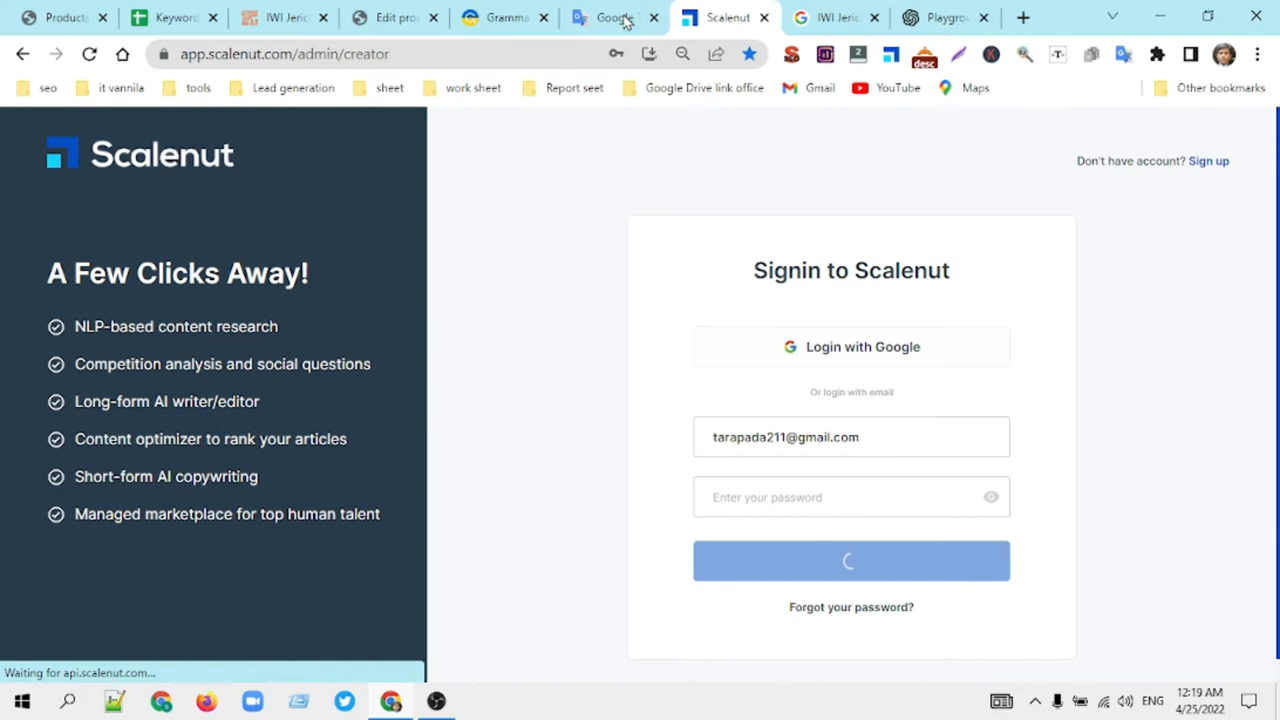 Products
Keyword
IWI Jeric
Edit pro
Gramma
Google T
Scalenut
IWI Jeric
Playgrou
app.scalenut.com/admin/creator
desc
seo
it vannila
tools
Lead generation
sheet
work sheet
Report seet
Google Drive link office
Gmail
YouTube
Maps
Other bookmarks
Scalenut
Don't have account? Sign up
A Few Clicks Away!
NLP-based content research
Competition analysis and social questions
Long-form AI writer/editor
Content optimizer to rank your articles
Short-form AI copywriting
Managed marketplace for top human talent
Signin to Scalenut
Login with Google
Or login with email
tarapada211@gmail.com
Enter your password
Forgot your password?
Waiting for api.scalenut.com...
ENG
12:19 AM
4/25/2022